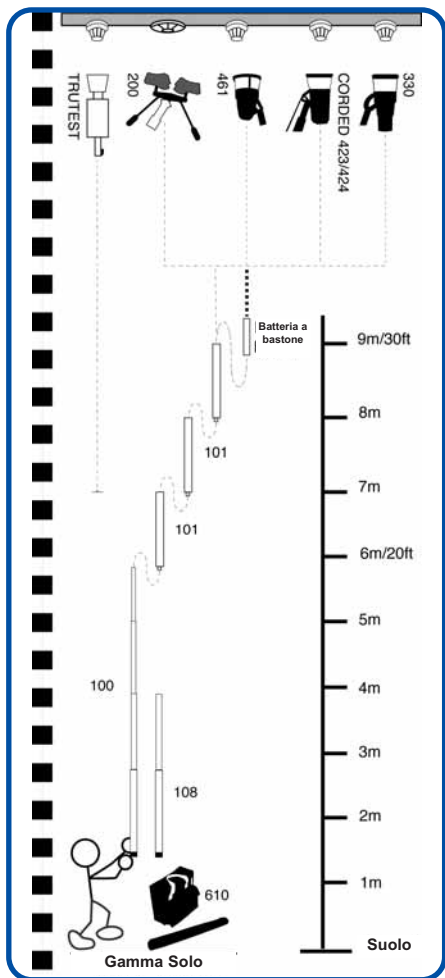 TRUTEST
200
461
CORDED 423/424
330
Batteria a
bastone
9m/30ft
8m
101
7m
101
6m/20ft
5m
100
4m
3m
108
2m
1m
610
Suolo
Gamma Solo